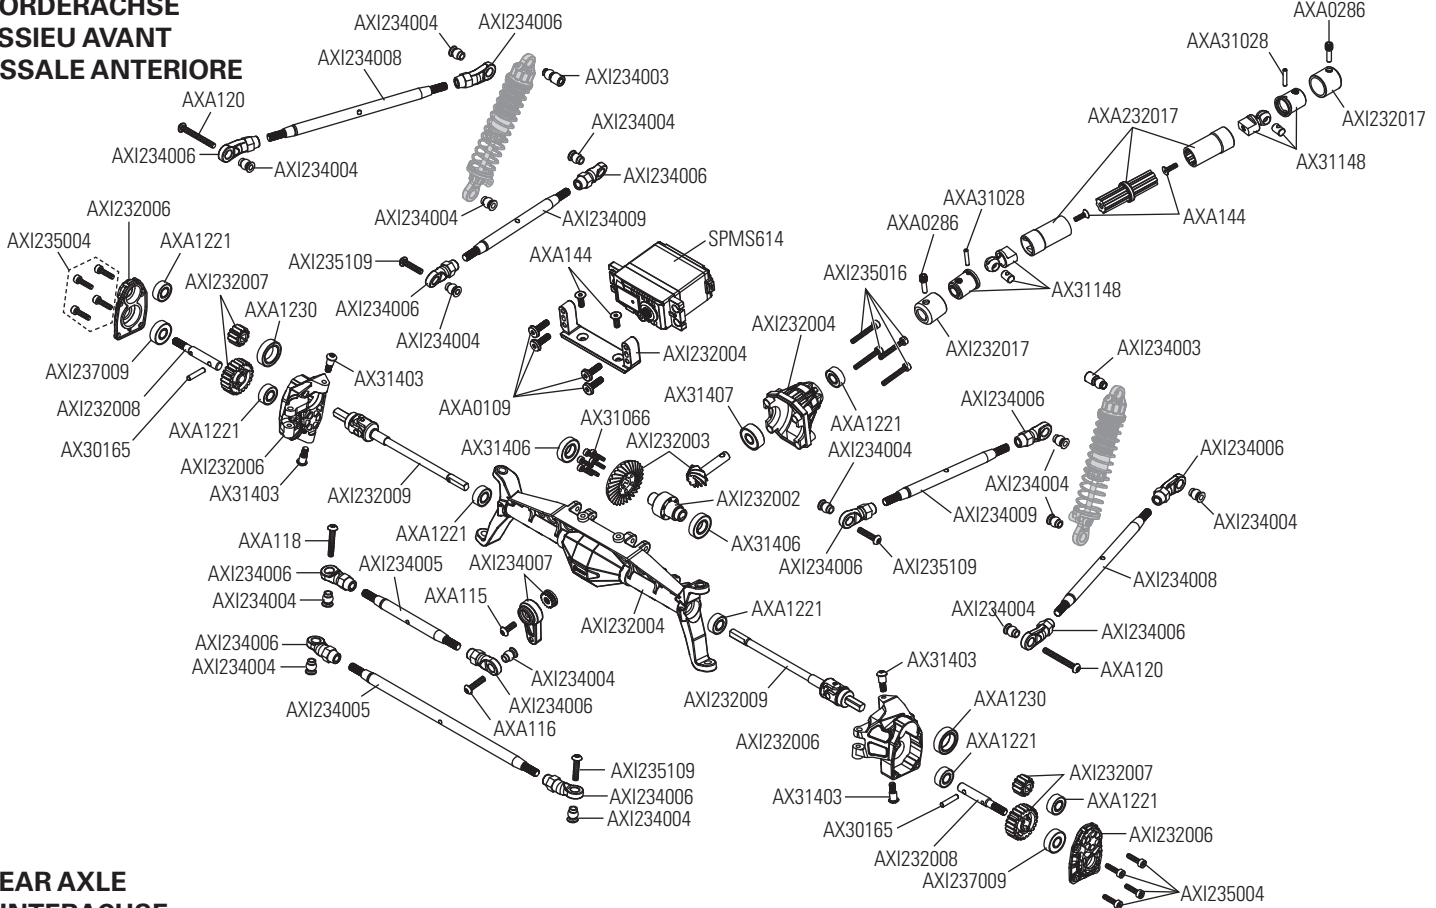 ORDERACHSE
SSIEU AVANT
SSALE ANTERIORE
AXI234004
AXI234006
AXI234008
AXI234003
AXA120
AXI234004
AXI234006
AXI234004
AXI234006
AXI234004
AXI234009
AXI232006
AXI235004
AXA1221
AXI235109
AXA144
SPMS614
AXI232007
AXA1230
AXI234006
AXI234004
AXI232004
AXI237009
AX31403
AXI232008
AXA0109
AXA1221
AX30165
AXI232006
AX31403
AXI232009
AXA0286
AXA31028
AXA232017
AXI232017
AX31148
AXA31028
AXA0286
AXA144
AXI235016
AX31148
AXI232004
AXI232017
AXI234003
AX31407
AXA1221
AXI234006
AX31066
AX31406
AXI232003
AXI234004
AXI234006
AXI232002
AXI234004
AXI234009
AXI234004
AXA1221
AX31406
AXI234006
AXI235109
AXI234008
AXA118
AXI234006
AXI234005
AXI234007
AXI234004
AXA115
AXI232004
AXA1221
AXI234004
AXI234006
AXA120
AXI234006
AXI234004
AXI234004
AXI234005
AXI234006
AXA116
AXI232009
AX31403
AXA1230
AXI232006
AXA1221
AXI235109
AXI234006
AXI234004
AX31403
AXI232007
AXA1221
AX30165
AXI232006
AXI232008
AXI237009
AXI235004
EAR AXLE
INTERACHSE